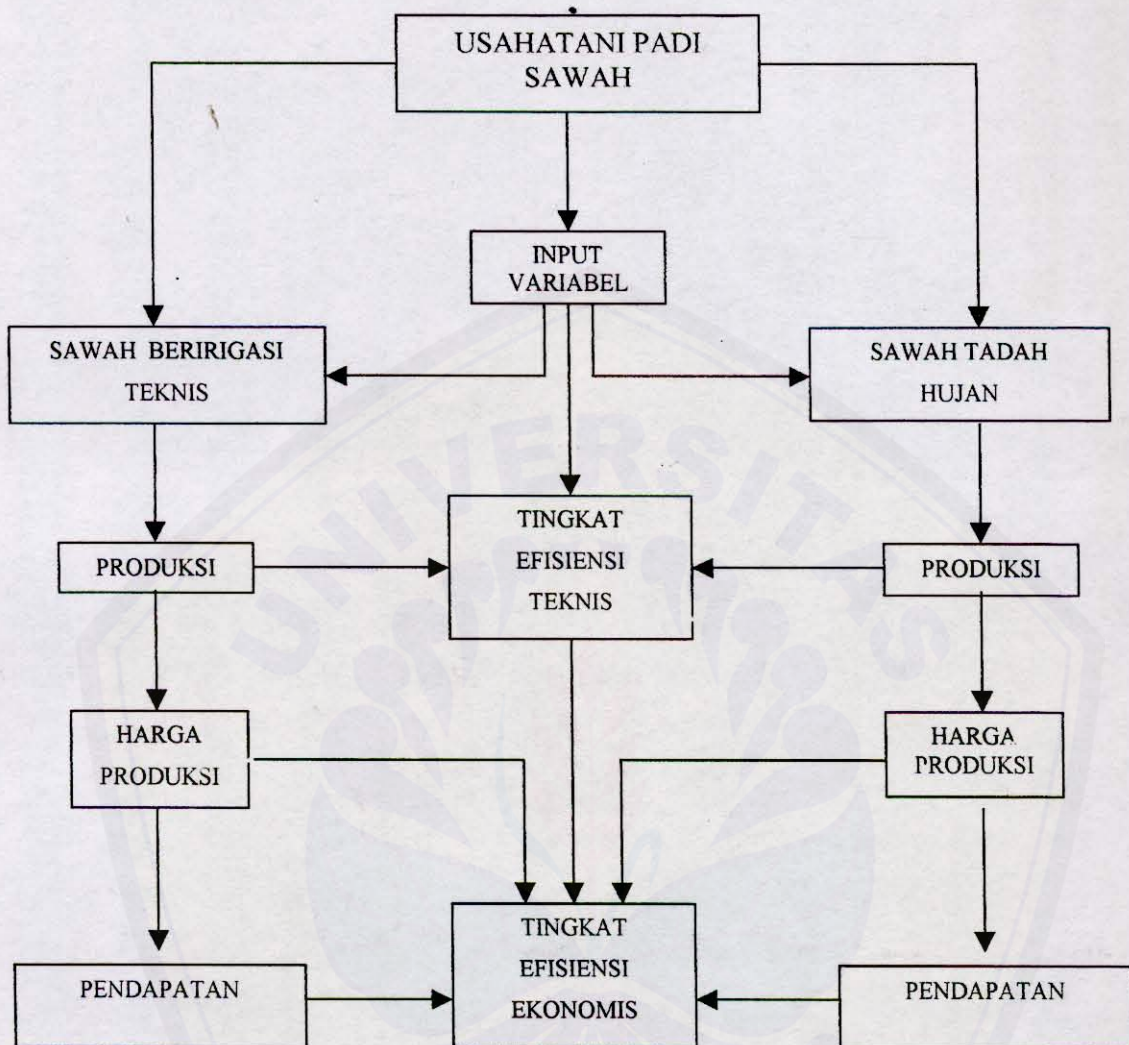 USAHATANI PADI
SAWAH
INPUT
VARIABEL
SAWAH BERIRIGASI
TEKNIS
SAWAH TADAH
HUJAN
TINGKAT
EFISIENSI
TEKNIS
PRODUKSI
PRODUKSI
HARGA
PRODUKSI
HARGA
PRODUKSI
TINGKAT
EFISIENSI
EKONOMIS
PENDAPATAN
PENDAPATAN
UNIVERSITAS